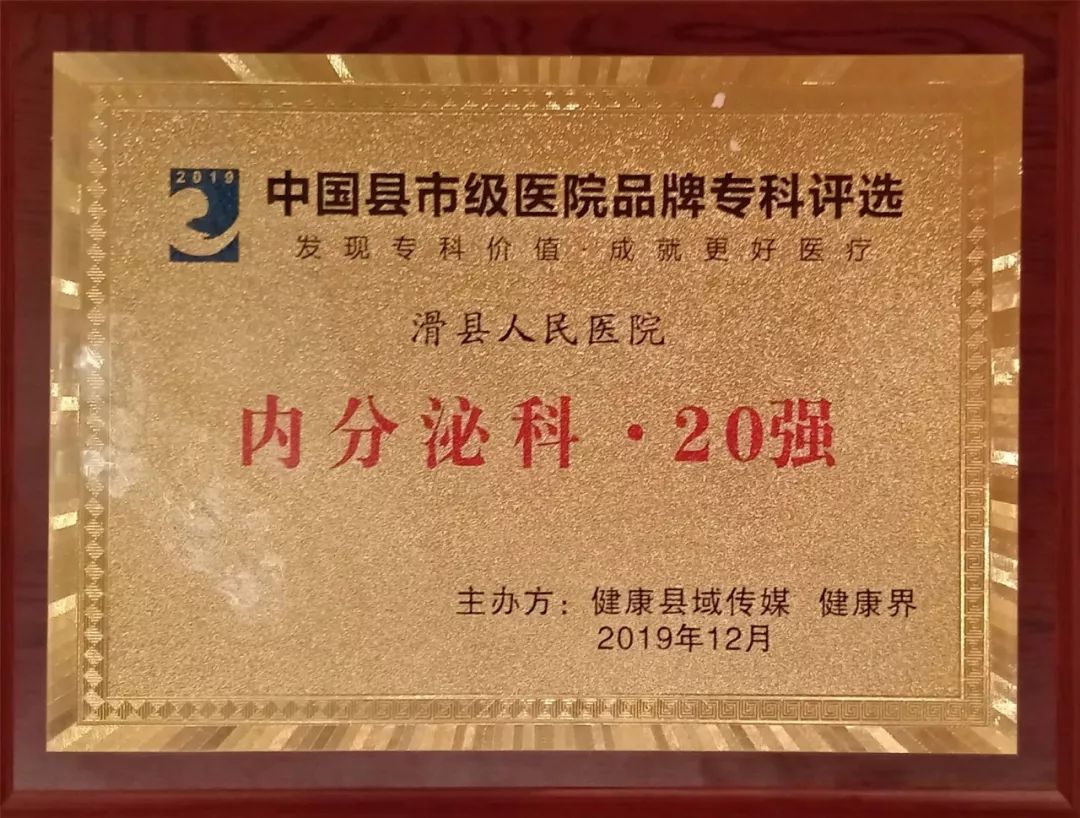 2019
中国县市级医院品牌专科评选
发现专科价值·成就更好医疗
滑县人民医院
内分泌科·20强
主办方：健康县域传媒 健康界
2019年12月